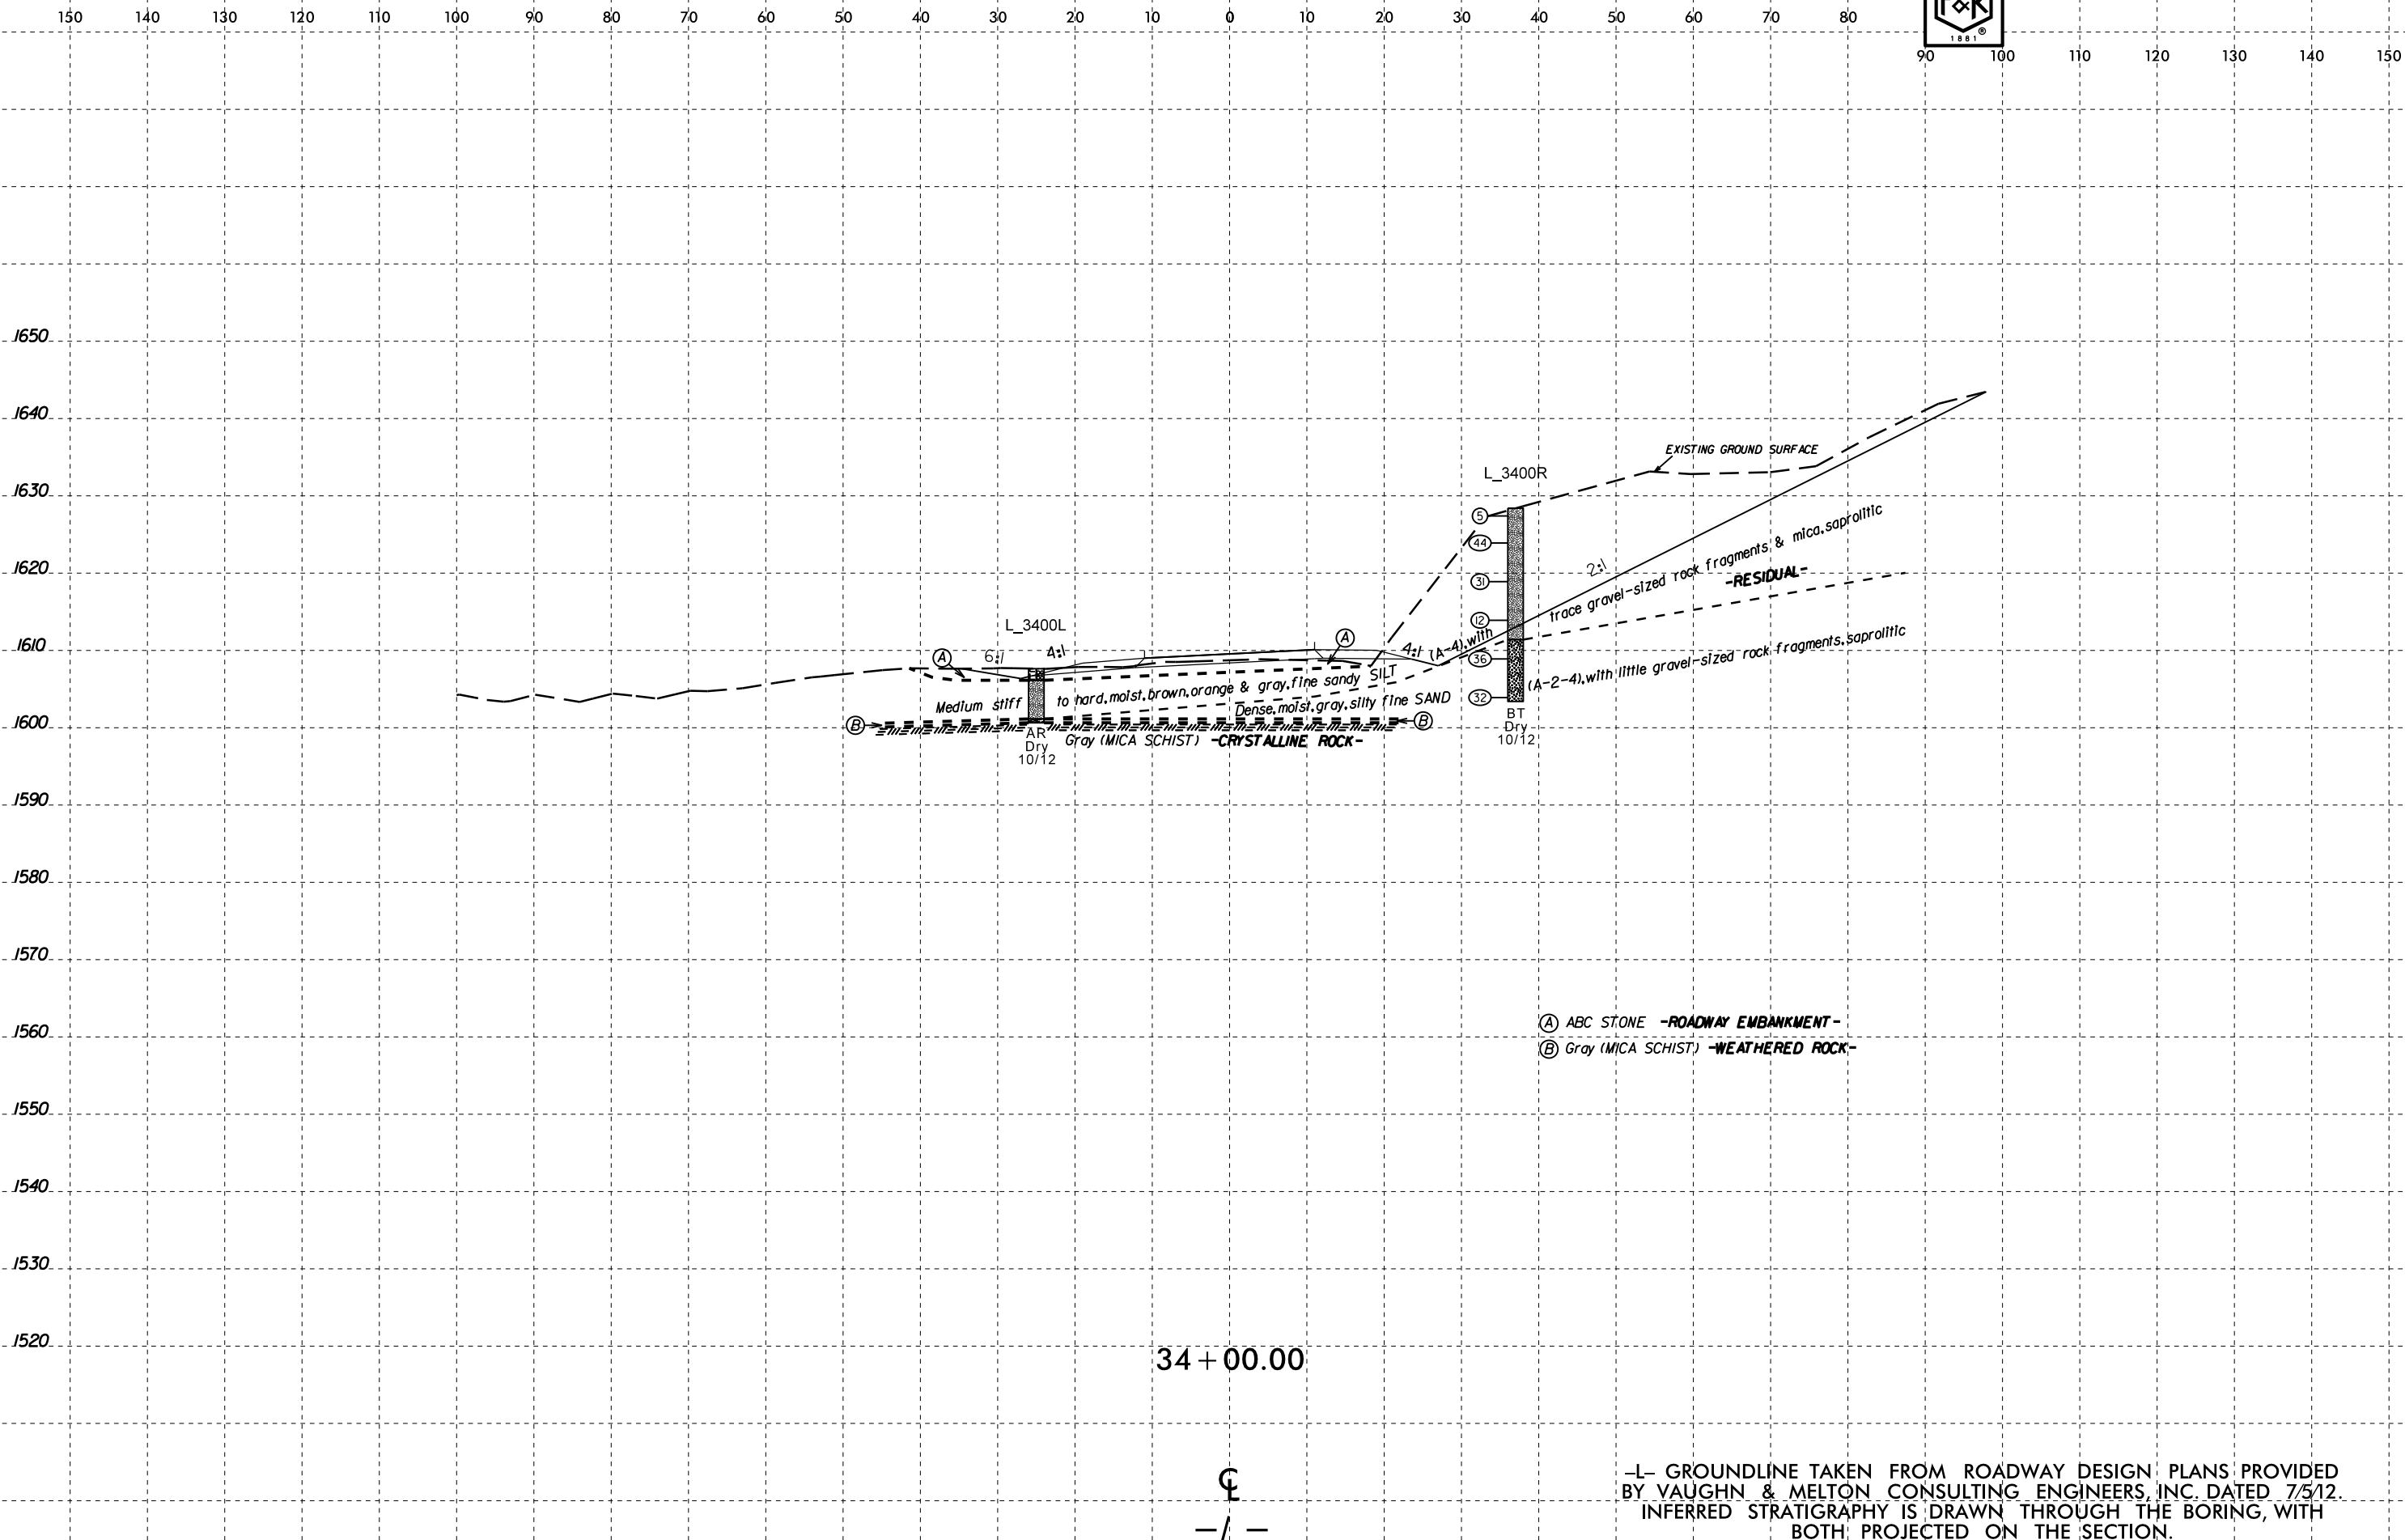 150 140 130 120 110 100 90 80 70 60 50 40 30 20 10 0 10 20 30 40 50 60 70 80
1881®
90 100 110 120 130 140 150
1650
1640
EXISTING GROUND SURFACE
L_3400R
1630
5
44
trace gravel-sized rock fragments & mica, saprolitic
1620
2:1
-RESIDUAL-
31
12
L_3400L
1610
A
6:1
4:1
A
4:1
(A-4), with
36
(A-2-4), with little gravel-sized rock fragments, saprolitic
Medium stiff to hard, moist, brown, orange & gray, fine sandy SILT
32
Dense, moist, gray, silty fine SAND
1600
B
B
AR
Dry
10/12
Gray (MICA SCHIST) -CRYSTALLINE ROCK-
BT
Dry
10/12
1590
1580
1570
1560
A ABC STONE -ROADWAY EMBANKMENT-
B Gray (MICA SCHIST) -WEATHERED ROCK-
1550
1540
1530
1520
34+00.00
℄
-L- GROUNDLINE TAKEN FROM ROADWAY DESIGN PLANS PROVIDED
BY VAUGHN & MELTON CONSULTING ENGINEERS, INC. DATED 7/5/12.
INFERRED STRATIGRAPHY IS DRAWN THROUGH THE BORING, WITH
BOTH PROJECTED ON THE SECTION.